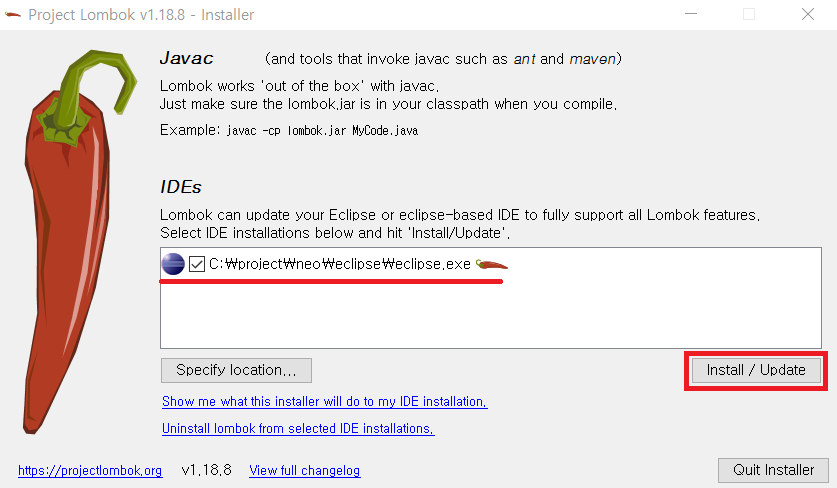 Project Lombok v1.18.8 - Installer
Javac (and tools that invoke javac such as ant and maven)
Lombok works 'out of the box' with javac.
Just make sure the lombok.jar is in your classpath when you compile.
Example: javac -cp lombok.jar MyCode.java
IDEs
Lombok can update your Eclipse or eclipse-based IDE to fully support all Lombok features.
Select IDE installations below and hit 'Install/Update'.
C:₩project₩neo₩eclipse₩eclipse.exe
Specify location...
Install / Update
Show me what this installer will do to my IDE installation.
Uninstall lombok from selected IDE installations.
https://projectlombok.org v1.18.8 View full changelog
Quit Installer